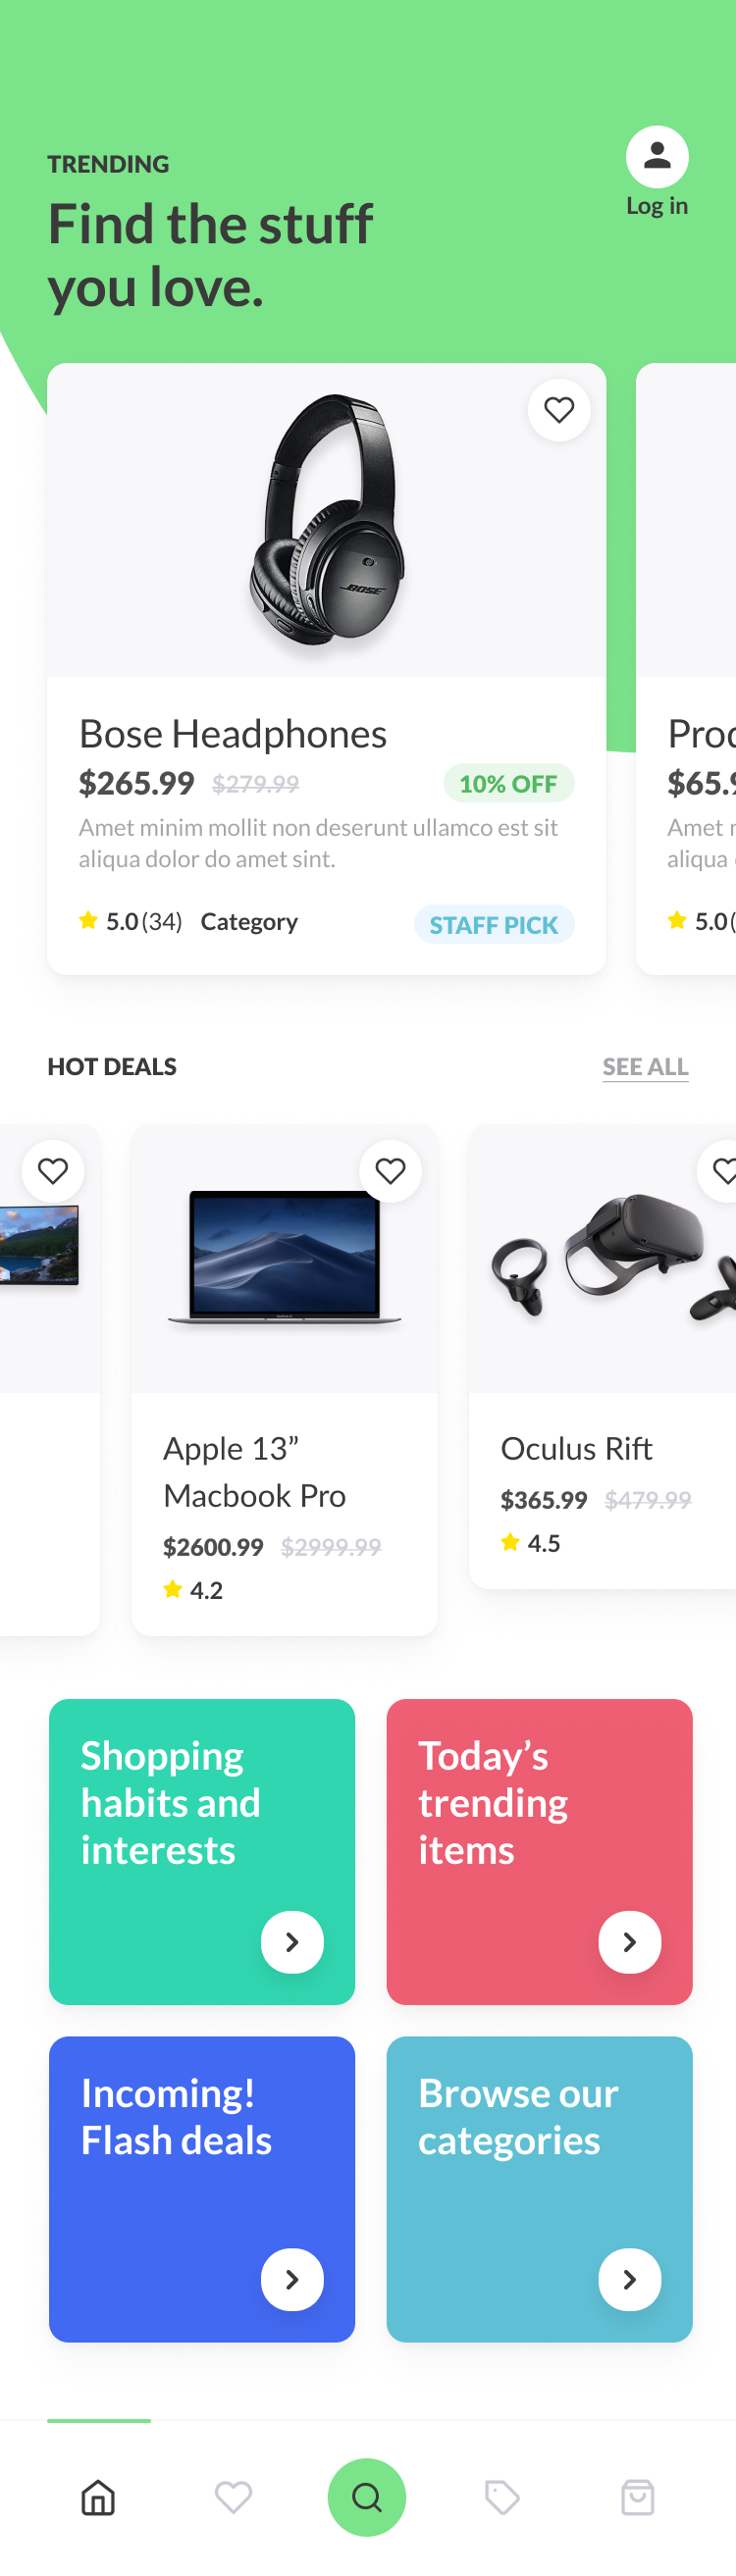 TRENDING
Log in
Find the stuff
you love.
BOSE
Bose Headphones
$265.99 $279.99 10% OFF
Amet minim mollit non deserunt ullamco est sit
aliqua dolor do amet sint.
5.0 (34) Category STAFF PICK
$65.9
Amet
aliqua
5.0
HOT DEALS SEE ALL
Apple 13”
Macbook Pro
$2600.99 $2999.99
4.2
Oculus Rift
$365.99 $479.99
4.5
Shopping
habits and
interests
Today’s
trending
items
Incoming!
Flash deals
Browse our
categories